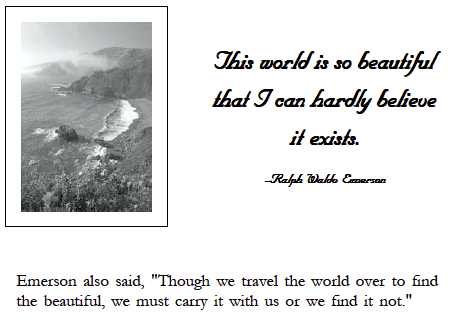 This world is so beautiful
that I can hardly believe
it exists.
-Ralph Waldo Emerson
Emerson also said, "Though we travel the world over to find
the beautiful, we must carry it with us or we find it not."